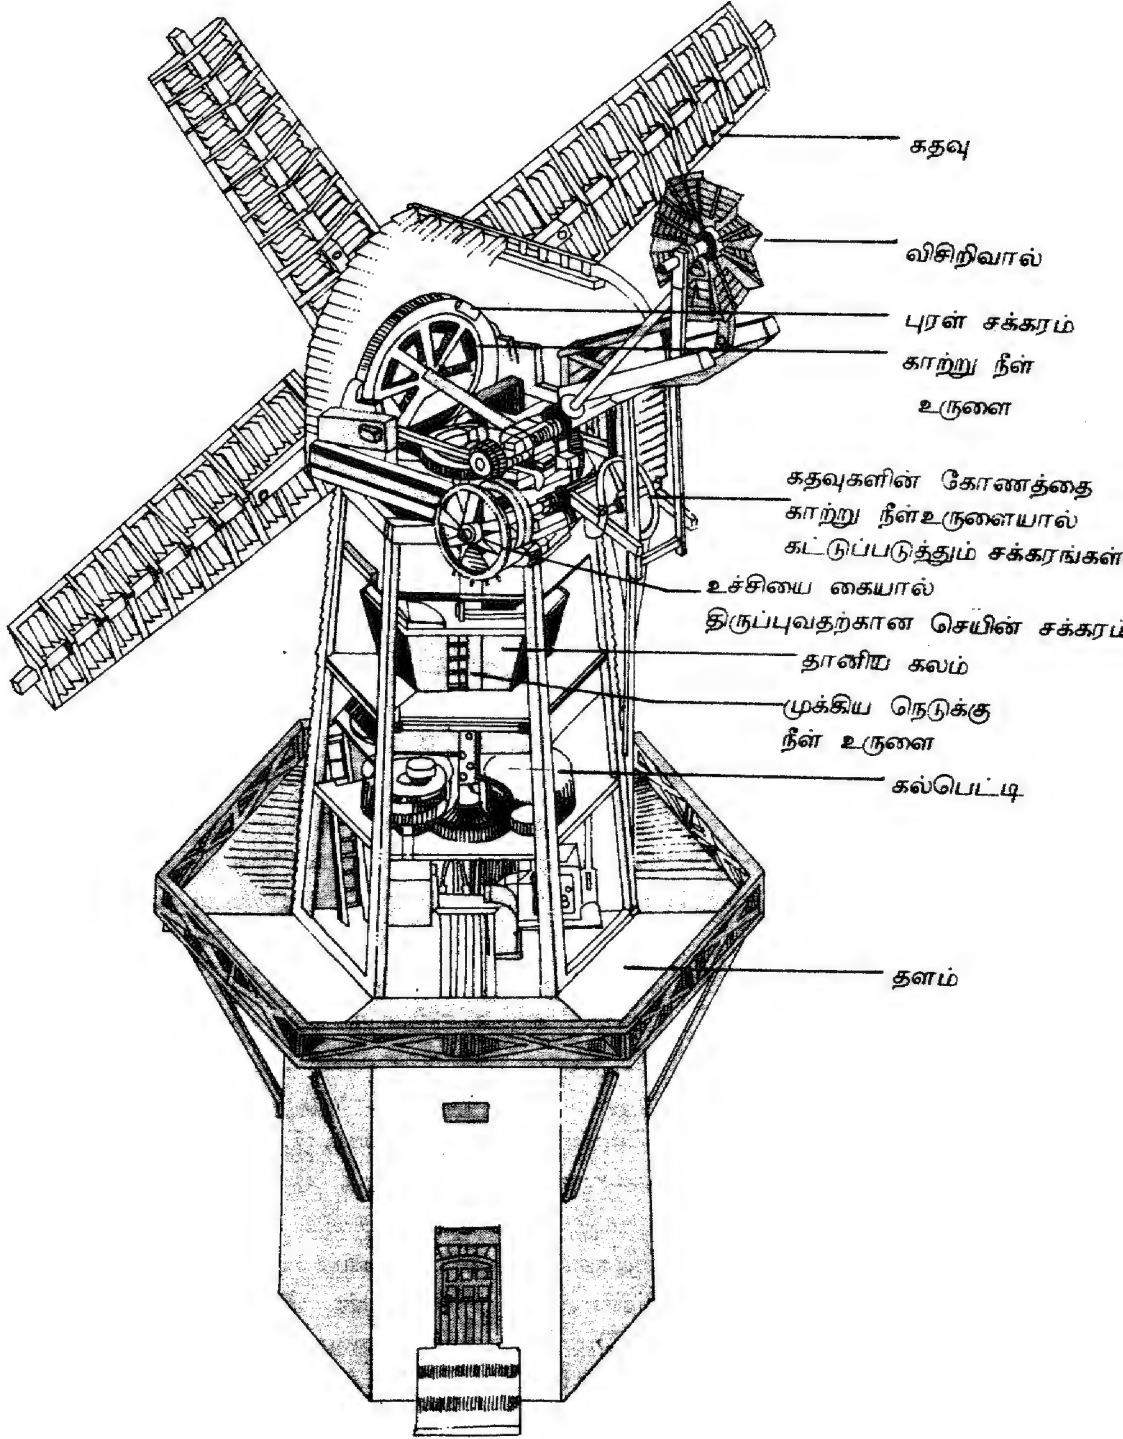 கதவு
விசிறிவால்
புரள் சக்கரம்
காற்று நீள்
உருளை
கதவுகளின் கோணத்தை
காற்று நீள்உருளையால்
கட்டுப்படுத்தும் சக்கரங்கள்
உச்சியை கையால்
திருப்புவதற்கான செயின் சக்கரம்
தானிய கலம்
முக்கிய நெடுக்கு
நீள் உருளை
கல்பெட்டி
தளம்